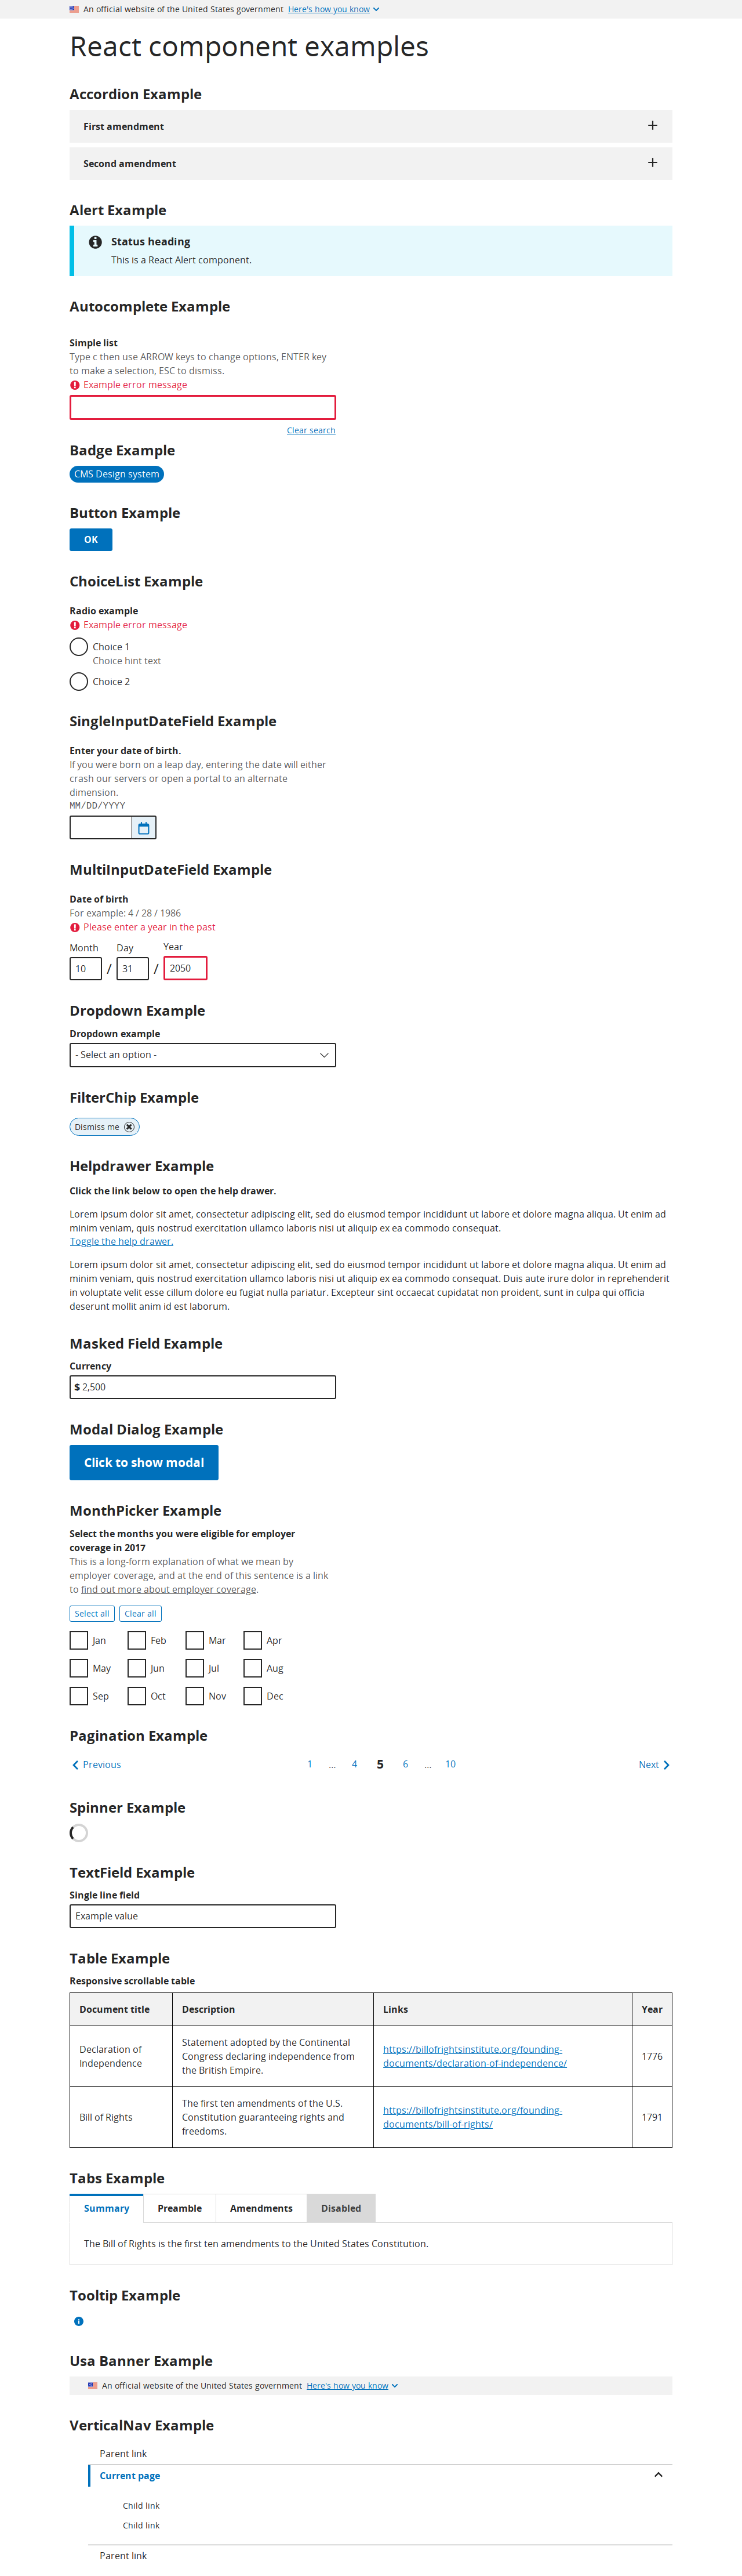 An official website of the United States government Here's how you know
React component examples
Accordion Example
First amendment
Second amendment
Alert Example
Status heading
This is a React Alert component.
Autocomplete Example
Simple list
Type c then use ARROW keys to change options, ENTER key
to make a selection, ESC to dismiss.
Example error message
Clear search
Badge Example
CMS Design system
Button Example
OK
ChoiceList Example
Radio example
Example error message
Choice 1
Choice hint text
Choice 2
SingleInputDateField Example
Enter your date of birth.
If you were born on a leap day, entering the date will either
crash our servers or open a portal to an alternate
dimension.
MM/DD/YYYY
MultiInputDateField Example
Date of birth
For example: 4 / 28 / 1986
Please enter a year in the past
Month Day Year
10 / 31 / 2050
Dropdown Example
Dropdown example
- Select an option -
FilterChip Example
Dismiss me
Helpdrawer Example
Click the link below to open the help drawer.
Lorem ipsum dolor sit amet, consectetur adipiscing elit, sed do eiusmod tempor incididunt ut labore et dolore magna aliqua. Ut enim ad
minim veniam, quis nostrud exercitation ullamco laboris nisi ut aliquip ex ea commodo consequat.
Toggle the help drawer.
Lorem ipsum dolor sit amet, consectetur adipiscing elit, sed do eiusmod tempor incididunt ut labore et dolore magna aliqua. Ut enim ad
minim veniam, quis nostrud exercitation ullamco laboris nisi ut aliquip ex ea commodo consequat. Duis aute irure dolor in reprehenderit
in voluptate velit esse cillum dolore eu fugiat nulla pariatur. Excepteur sint occaecat cupidatat non proident, sunt in culpa qui officia
deserunt mollit anim id est laborum.
Masked Field Example
Currency
$ 2,500
Modal Dialog Example
Click to show modal
MonthPicker Example
Select the months you were eligible for employer
coverage in 2017
This is a long-form explanation of what we mean by
employer coverage, and at the end of this sentence is a link
to find out more about employer coverage.
Select all Clear all
Jan Feb Mar Apr
May Jun Jul Aug
Sep Oct Nov Dec
Pagination Example
Previous 1 … 4 5 6 … 10 Next
Spinner Example
TextField Example
Single line field
Example value
Table Example
Responsive scrollable table
Document title Description Links Year
Declaration of
Independence
Statement adopted by the Continental
Congress declaring independence from
the British Empire.
https://billofrightsinstitute.org/founding-
documents/declaration-of-independence/
1776
Bill of Rights
The first ten amendments of the U.S.
Constitution guaranteeing rights and
freedoms.
https://billofrightsinstitute.org/founding-
documents/bill-of-rights/
1791
Tabs Example
Summary Preamble Amendments Disabled
The Bill of Rights is the first ten amendments to the United States Constitution.
Tooltip Example
Usa Banner Example
An official website of the United States government Here's how you know
VerticalNav Example
Parent link
Current page
Child link
Child link
Parent link